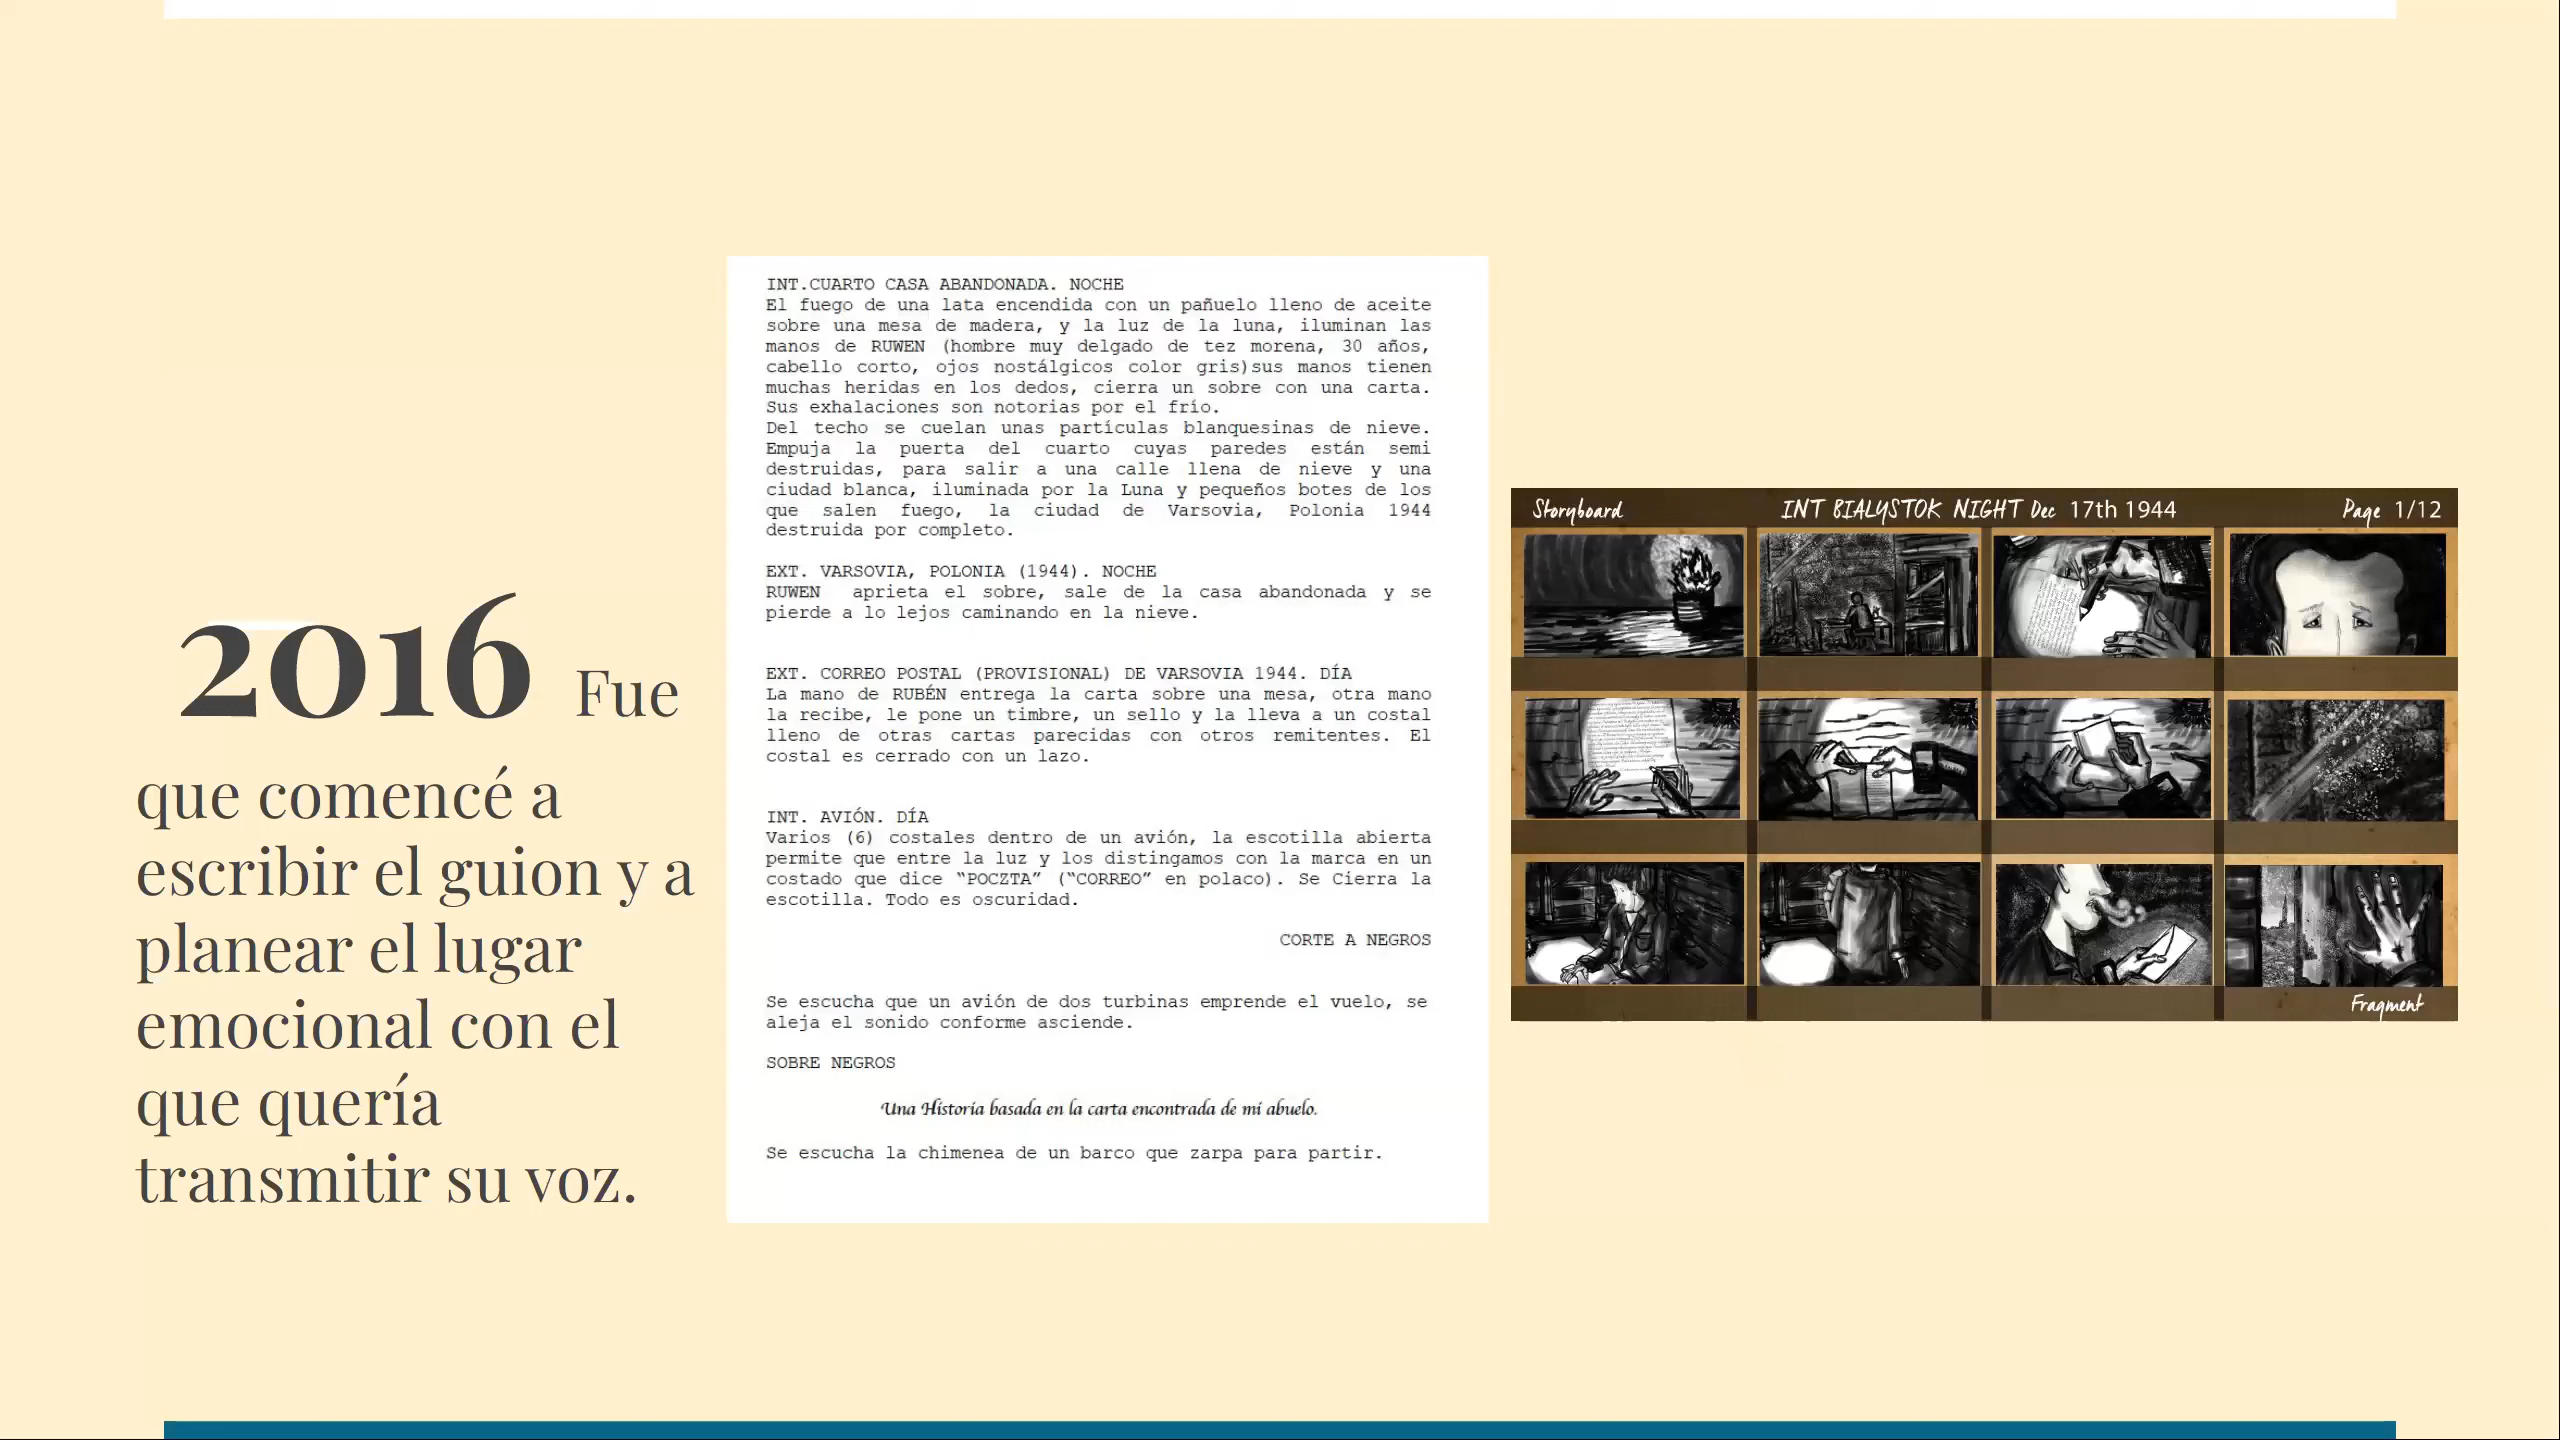 2016 Fue
que comencé a
escribir el guion y a
planear el lugar
emocional con el
que quería
transmitir su voz.
INT.CUARTO CASA ABANDONADA. NOCHE
El fuego de una lata encendida con un pañuelo lleno de aceite
sobre una mesa de madera, y la luz de la luna, iluminan las
manos de RUWEN (hombre muy delgado de tez morena, 30 años,
cabello corto, ojos nostálgicos color gris)sus manos tienen
muchas heridas en los dedos, cierra un sobre con una carta.
Sus exhalaciones son notorias por el frío.
Del techo se cuelan unas partículas blanquesinas de nieve.
Empuja la puerta del cuarto cuyas paredes están semi
destruidas, para salir a una calle llena de nieve y una
ciudad blanca, iluminada por la Luna y pequeños botes de los
que salen fuego, la ciudad de Varsovia, Polonia 1944
destruida por completo.
EXT. VARSOVIA, POLONIA (1944). NOCHE
RUWEN aprieta el sobre, sale de la casa abandonada y se
pierde a lo lejos caminando en la nieve.
EXT. CORREO POSTAL (PROVISIONAL) DE VARSOVIA 1944. DÍA
La mano de RUBÉN entrega la carta sobre una mesa, otra mano
la recibe, le pone un timbre, un sello y la lleva a un costal
lleno de otras cartas parecidas con otros remitentes. El
costal es cerrado con un lazo.
INT. AVIÓN. DÍA
Varios (6) costales dentro de un avión, la escotilla abierta
permite que entre la luz y los distingamos con la marca en un
costado que dice “POCZTA” (“CORREO” en polaco). Se Cierra la
escotilla. Todo es oscuridad.
CORTE A NEGROS
Se escucha que un avión de dos turbinas emprende el vuelo, se
aleja el sonido conforme asciende.
SOBRE NEGROS
Una Historia basada en la carta encontrada de mi abuelo.
Se escucha la chimenea de un barco que zarpa para partir.
Storyboard INT BIALYSTOK NIGHT Dec 17th 1944 Page 1/12
Fragment